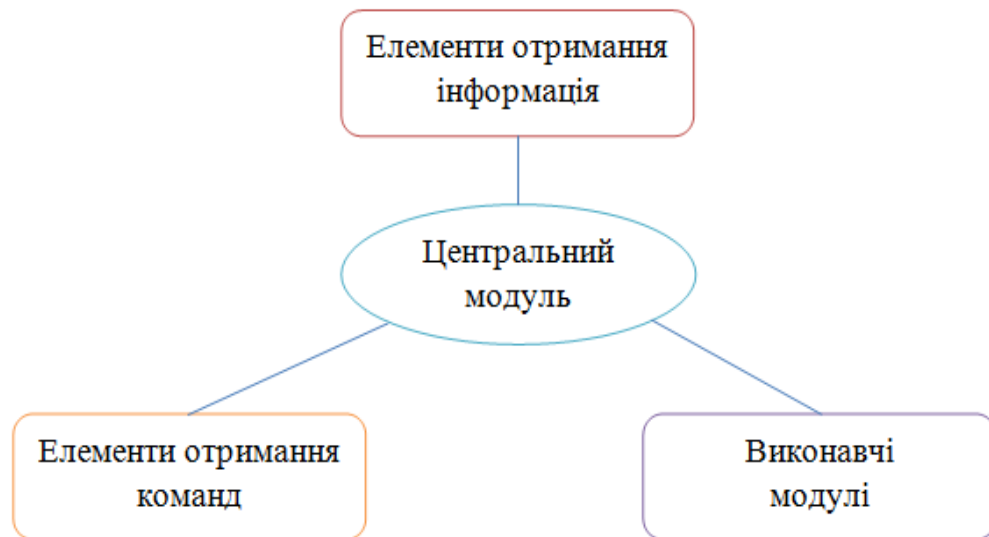 Елементи отримання
інформація
Центральний
модуль
Елементи отримання
команд
Виконавчі
модулі